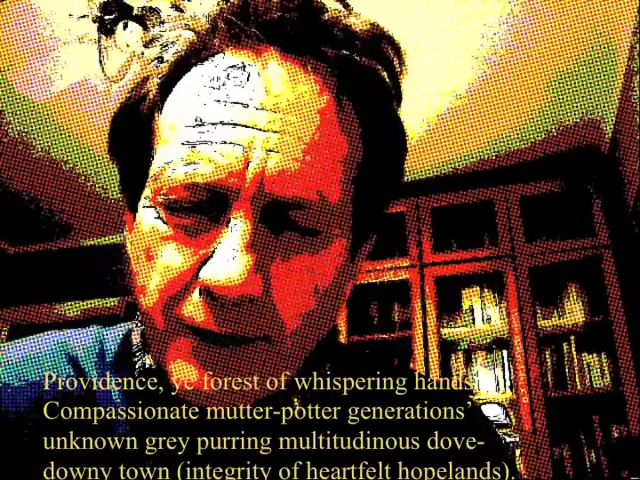 Providence, ye forest of whispering hands
Compassionate mutter-potter generations’
unknown grey purring multitudinous dove-
downy town (integrity of heartfelt hopelands).